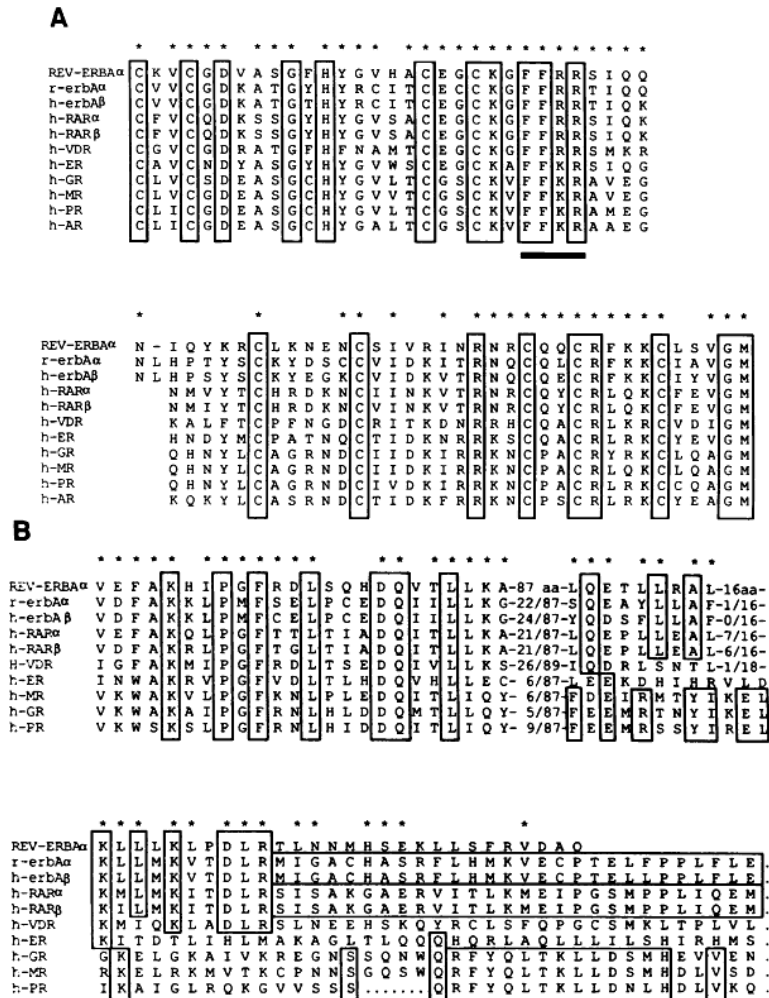 A
* * * * * * * * * * * * * * * * * * * * * * * * * *
REV-ERBAα C K V C G D V A S G F H Y G V H A C E G C K G F F R R S I Q Q
r-erbAα C V V C G D K A T G Y H Y R C I T C E G C K G F F R R T I Q K
h-erbAβ C V V C G D K A T G T H Y R C I T C E G C K G F F R R T I Q K
h-RARα C F V C Q D K S S G Y H Y G V S A C E G C K G F F R R S I Q K
h-RARβ C F V C Q D K S S G Y H Y G V S A C E G C K G F F R R S I Q K
h-VDR C G V C G D R A T G F H F N A M T C E G C K G F F R R S M K R
h-ER C A V C N D Y A S G Y H Y G V W S C E G C K A F F K R S I Q G
h-GR C L V C S D E A S G C H Y G V L T C G S C K V F F K R A V E G
h-MR C L V C G D E A S G C H Y G V V T C G S C K V F F K R A V E G
h-PR C L I C G D E A S G C H Y G V L T C G S C K V F F K R A M E G
h-AR C L I C G D E A S G C H Y G A L T C G S C K V F F K R A A E G
* * * * * * * * * * * * * * * * * * * *
REV-ERBAα N - I Q Y K R C L K N E N C S I V R I N R N R C Q Q C R F K K C L S V G M
r-erbAα N L H P T Y S C K Y D S C C V I D K I T R N Q C Q L C R F K K C I A V G M
h-erbAβ N L H P S Y S C K Y E G K C V I D K V T R N Q C Q E C R F K K C I Y V G M
h-RARα N M V Y T C H R D K N C I I N K V T R N R C Q Y C R L Q K C F E V G M
h-RARβ N M I Y T C H R D K N C V I N K V T R N R C Q Y C R L Q K C F E V G M
h-VDR K A L F T C P F N G D C R I T K D N R R H C Q A C R L K R C V D I G M
h-ER H N D Y M C P A T N Q C T I D K N R R K S C Q A C R L R K C Y E V G M
h-GR Q H N Y L C A G R N D C I I D K I R R K N C P A C R Y R K C L Q A G M
h-MR Q H N Y L C A G R N D C I I D K I R R K N C P A C R L Q K C L Q A G M
h-PR Q H N Y L C A G R N D C I V D K I R R K N C P A C R L R K C C Q A G M
h-AR K Q K Y L C A S R N D C T I D K F R R K N C P S C R L R K C Y E A G M
B
* * * * * * * * * * * * * * * * * * * * * * * * *
REV-ERBAα V E F A K H I P G F R D L S Q H D Q V T L L K A-87 aa-L Q E T L L R A L-16aa-
r-erbAα V D F A K K L P M F S E L P C E D Q I I L L K G-22/87-S Q E A Y L L A F-1/16-
h-erbAβ V D F A K K L P M F C E L P C E D Q I I L L K G-24/87-Y Q D S F L L A F-0/16-
h-RARα V E F A K Q L P G F T T L T I A D Q I T L L K A-21/87-L Q E P L L E A L-7/16-
h-RARβ V D F A K R L P G F T G L T I A D Q I T L L K A-21/87-L Q E P L L E A L-6/16-
H-VDR I G F A K M I P G F R D L T S E D Q I V L L K S-26/89-I Q D R L S N T L-1/18-
h-ER I N W A K R V P G F V D L T L H D Q V H L L E C- 6/87-L E E K D H I H R V L D
h-MR V K W A K V L P G F K N L P L E D Q I T L I Q Y- 6/87-F D E I R M T Y I K E L
h-GR V K W A K A I P G F R N L H L D D Q M T L L Q Y- 5/87-F E E M R T N Y I K E L
h-PR V K W S K S L P G F R N L H I D D Q I T L I Q Y- 9/87-F E E M R S S Y I R E L
* * * * * * * * * * * * * *
REV-ERBAα K L L K L P D L R T L N N M H S E K L L S F R V D A Q
r-erbAα K L L M K V T D L R M I G A C H A S R F L H M K V E C P T E L F P P L F L E .
h-erbAβ K L L M K V T D L R M I G A C H A S R F L H M K V E C P T E L L P P L F L E .
h-RARα K M L M K I T D L R S I S A K G A E R V I T L K M E I P G S M P P L I Q E M .
h-RARβ K I L M K I T D L R S I S A K G A E R V I T L K M E I P G S M P P L I Q E M .
h-VDR K M I Q K L A D L R S L N E E H S K Q Y R C L S F Q P G C S M K L T P L V L .
h-ER K I T D T L I H L M A K A G L T L Q Q Q H Q R L A Q L L L I L S H I R H M S .
h-GR G K E L G K A I V K R E G N S S Q N W Q R F Y Q L T K L L D S M H E V V E N .
h-MR R K E L R K M V T K C P N N S G Q S W Q R F Y Q L T K L L D S M H D L V S D .
h-PR I K A I G L R Q K G V V S S S . . . . . . . Q R F Y Q L T K L L D N L H D L V K Q .